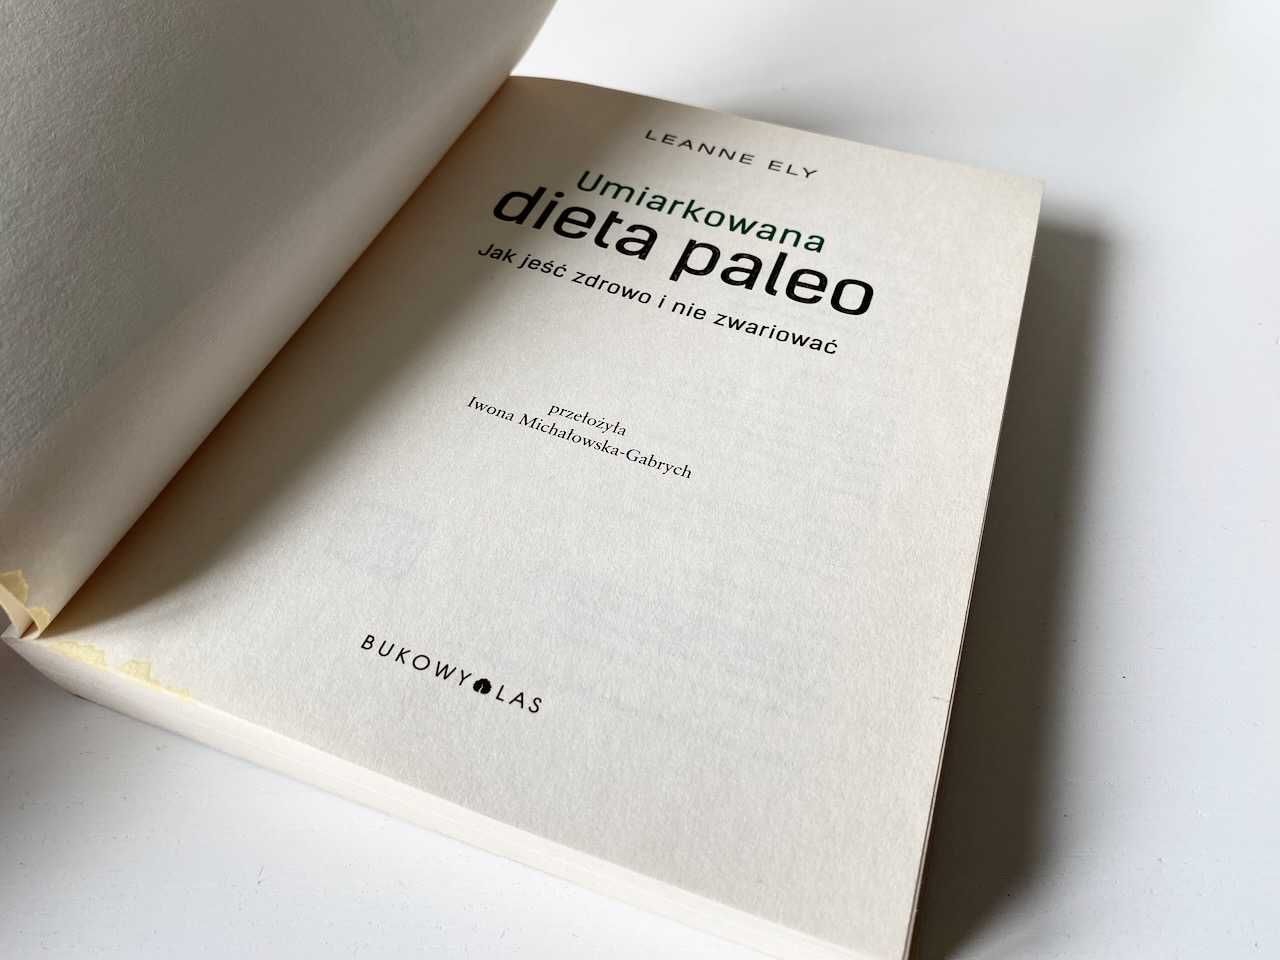 LEANNE ELY
Umiarkowana
dieta paleo
Jak jeść zdrowo i nie zwariować
przełożyła
Iwona Michałowska-Gabrych
BUKOWY LAS